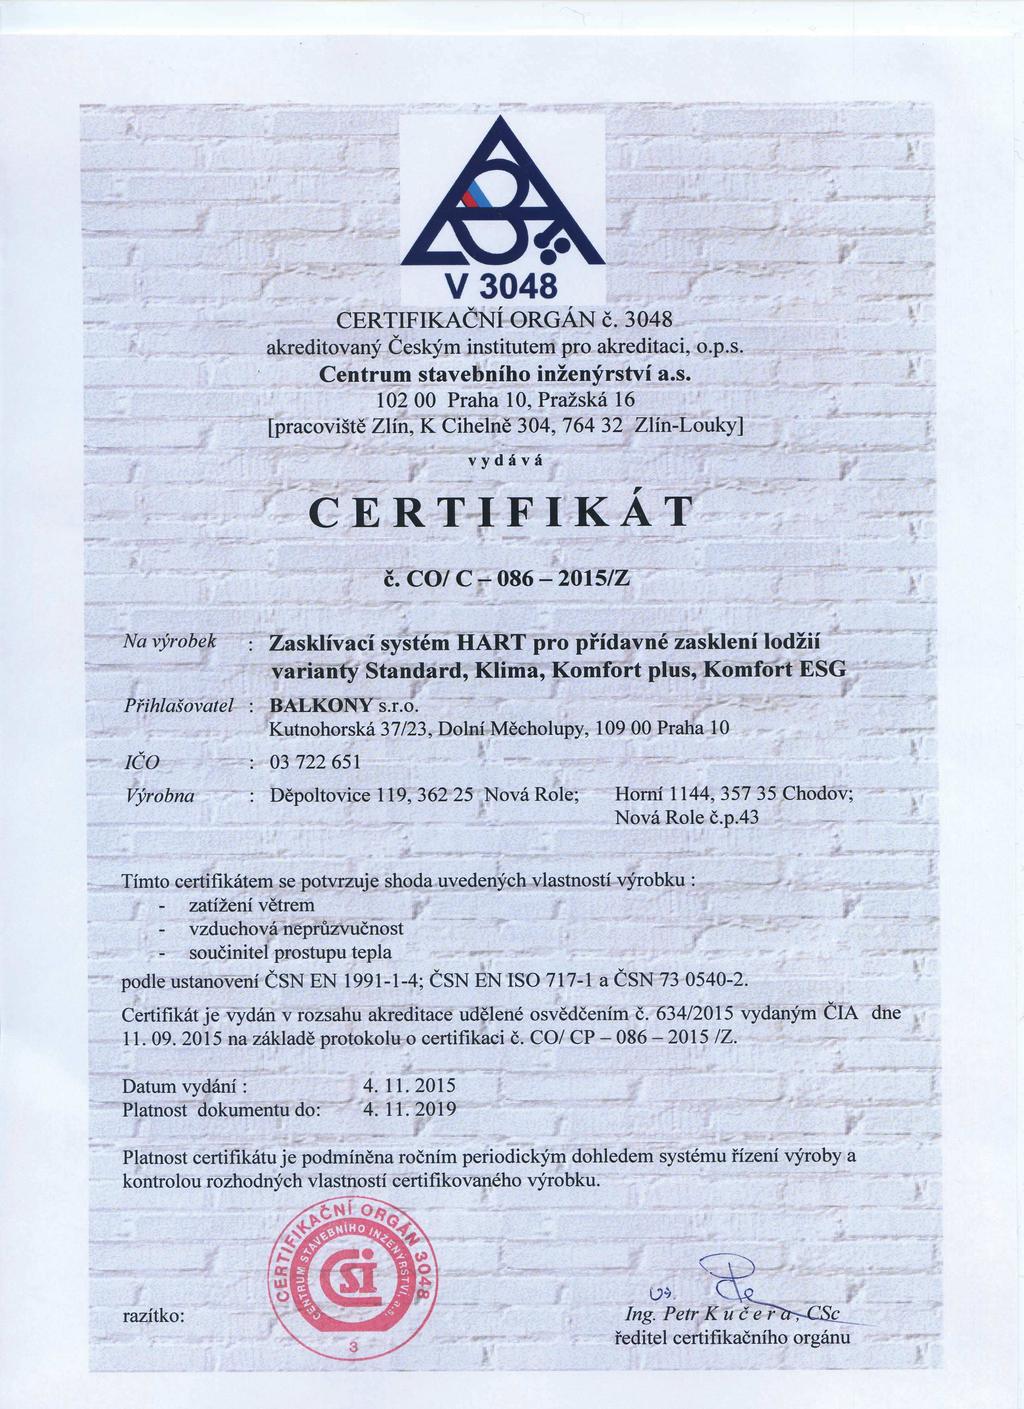 V 3048
CERTIFIKAČNÍ ORGÁN č. 3048
akreditovaný Českým institutem pro akreditaci, o.p.s.
Centrum stavebního inženýrství a.s.
102 00 Praha 10, Pražská 16
[pracoviště Zlín, K Cihelně 304, 764 32 Zlín-Louky]
vydává
CERTIFIKÁT
č. CO/ C – 086 – 2015/Z
Na výrobek : Zasklívací systém HART pro přídavné zasklení lodžií
varianty Standard, Klima, Komfort plus, Komfort ESG
Přihlašovatel : BALKONY s.r.o.
Kutnohorská 37/23, Dolní Měcholupy, 109 00 Praha 10
IČO : 03 722 651
Výrobna : Děpoltovice 119, 362 25 Nová Role; Horní 1144, 357 35 Chodov;
Nová Role č.p.43
Tímto certifikátem se potvrzuje shoda uvedených vlastností výrobku :
- zatížení větrem
- vzduchová neprůzvučnost
- součinitel prostupu tepla
podle ustanovení ČSN EN 1991-1-4; ČSN EN ISO 717-1 a ČSN 73 0540-2.
Certifikát je vydán v rozsahu akreditace udělené osvědčením č. 634/2015 vydaným ČIA dne
11. 09. 2015 na základě protokolu o certifikaci č. CO/ CP – 086 – 2015 /Z.
Datum vydání : 4. 11. 2015
Platnost dokumentu do: 4. 11. 2019
Platnost certifikátu je podmíněna ročním periodickým dohledem systému řízení výroby a
kontrolou rozhodných vlastností certifikovaného výrobku.
CERTIFIKAČNÍ ORGÁN 3048
CENTRUM STAVEBNÍHO INŽENÝRSTVÍ, a.s.
CSI
3
razítko:
Ing. Petr Kučera, CSc
ředitel certifikačního orgánu